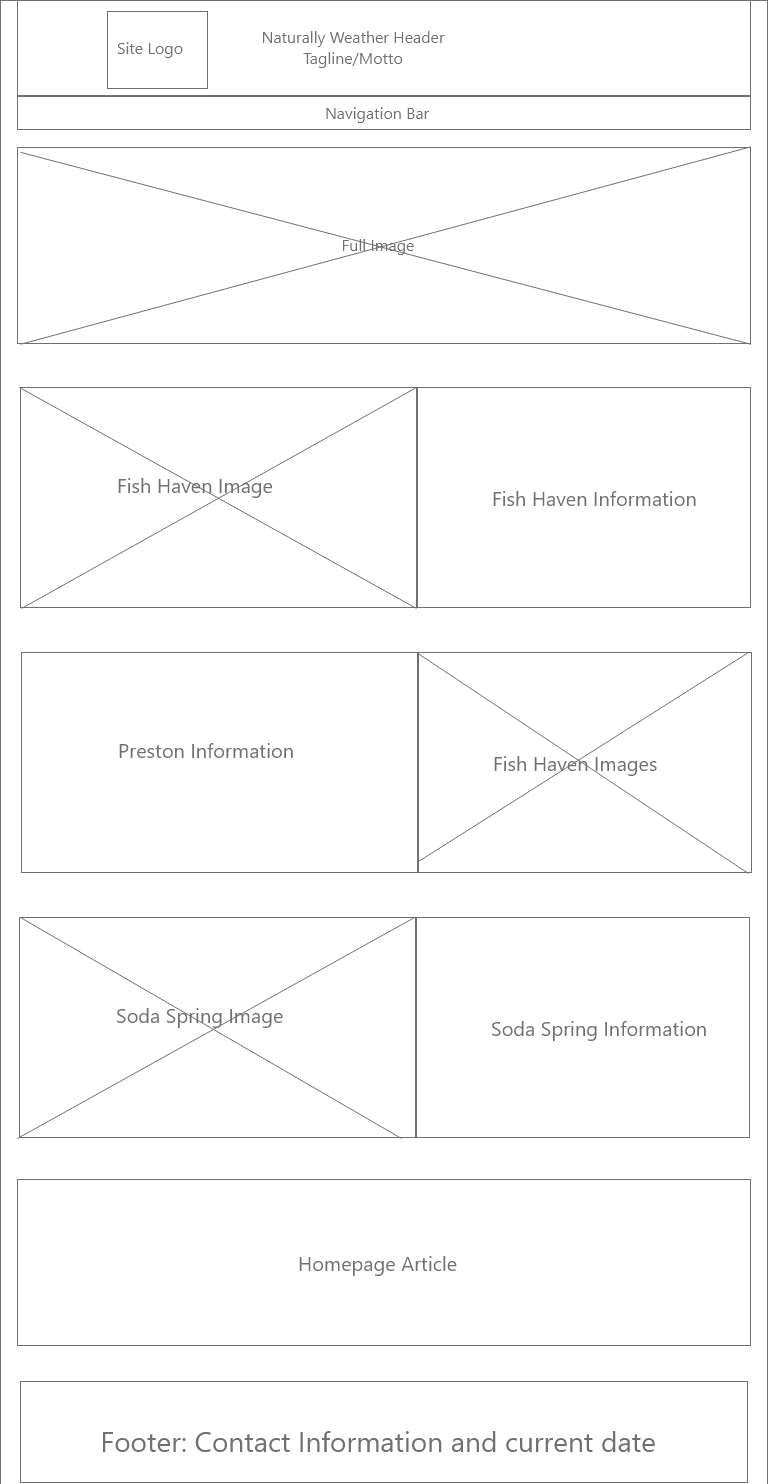 Site Logo
Naturally Weather Header
Tagline/Motto
Navigation Bar
Full Image
Fish Haven Image
Fish Haven Information
Preston Information
Fish Haven Images
Soda Spring Image
Soda Spring Information
Homepage Article
Footer: Contact Information and current date